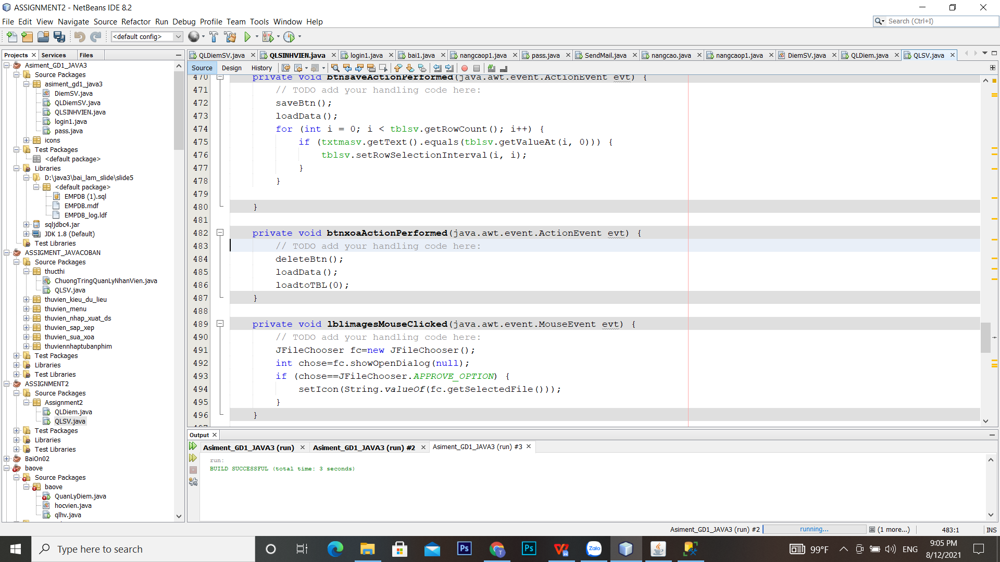 ASSIGNMENT2 - NetBeans IDE 8.2
File Edit View Navigate Source Refactor Run Debug Profile Team Tools Window Help
Search (Ctrl+I)
<default config>
Projects Services Files
QLDiemSV.java QLSINHVIEN.java login1.java bai1.java nangcaop1.java pass.java SendMail.java nangcao.java nangcaop1.java DiemSV.java QLDiem.java QLSV.java
Source Design History
Asiment_GD1_JAVA3
Source Packages
asiment_gd1_java3
DiemSV.java
QLDiemSV.java
QLSINHVIEN.java
login1.java
pass.java
icons
Test Packages
<default package>
Libraries
D:\java3\bai_lam_slide\slide5
<default package>
EMPDB (1).sql
EMPDB.mdf
EMPDB_log.ldf
sqljdbc4.jar
JDK 1.8 (Default)
Test Libraries
ASSIGMENT_JAVACOBAN
Source Packages
thucthi
ChuongTringQuanLyNhanVien.java
QLSV.java
thuvien_kieu_du_lieu
thuvien_menu
thuvien_nhap_xuat_ds
thuvien_sap_xep
thuvien_sua_xoa
thuviennhaptubanphim
Test Packages
Libraries
Test Libraries
ASSIGNMENT2
Source Packages
Assignment2
QLDiem.java
QLSV.java
Test Packages
Libraries
Test Libraries
BaiOn02
baove
Source Packages
baove
QuanLyDiem.java
hocvien.java
qlhv.java
470 private void btnsaveActionPerformed(java.awt.event.ActionEvent evt) {
471 // TODO add your handling code here:
472 saveBtn();
473 loadData();
474 for (int i = 0; i < tblsv.getRowCount(); i++) {
475 if (txtmasv.getText().equals(tblsv.getValueAt(i, 0))) {
476 tblsv.setRowSelectionInterval(i, i);
477 }
478 }
479
480 }
481
482 private void btnxoaActionPerformed(java.awt.event.ActionEvent evt) {
483 // TODO add your handling code here:
484 deleteBtn();
485 loadData();
486 loadtoTBL(0);
487 }
488
489 private void lblimagesMouseClicked(java.awt.event.MouseEvent evt) {
490 // TODO add your handling code here:
491 JFileChooser fc=new JFileChooser();
492 int chose=fc.showOpenDialog(null);
493 if (chose==JFileChooser.APPROVE_OPTION) {
494 setIcon(String.valueOf(fc.getSelectedFile()));
495 }
496 }
Output
Asiment_GD1_JAVA3 (run) Asiment_GD1_JAVA3 (run) #2 Asiment_GD1_JAVA3 (run) #3
run:
BUILD SUCCESSFUL (total time: 3 seconds)
Asiment_GD1_JAVA3 (run) #2 running... (1 more...) 483:1 INS
Type here to search
Ps
Ps
Zalo
99°F
ENG
9:05 PM
8/12/2021